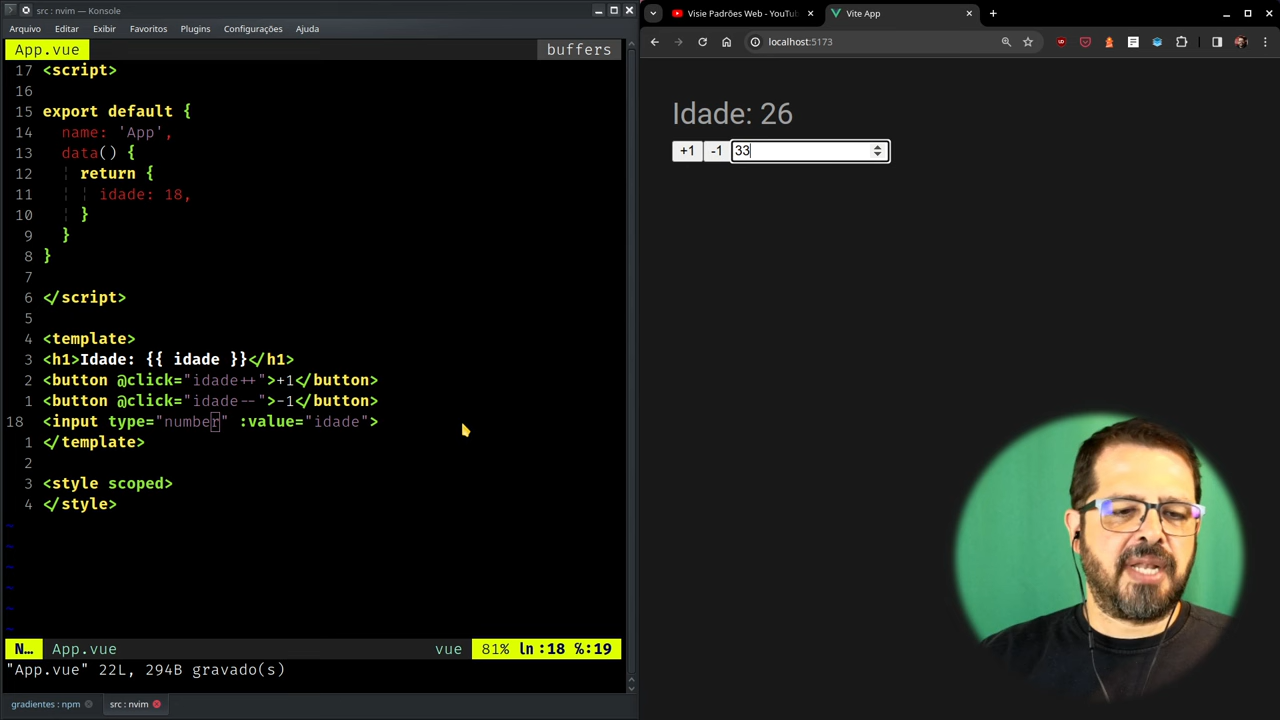 src : nvim — Konsole
Arquivo Editar Exibir Favoritos Plugins Configurações Ajuda
App.vue buffers
17 <script>
16
15 export default {
14 name: 'App',
13 data() {
12 return {
11 idade: 18,
10 }
9 }
8 }
7
6 </script>
5
4 <template>
3 <h1>Idade: {{ idade }}</h1>
2 <button @click="idade++">+1</button>
1 <button @click="idade--">-1</button>
18 <input type="number" :value="idade">
1 </template>
2
3 <style scoped>
4 </style>
~
~
~
~
~
~
N… App.vue vue 81% ln:18 %:19
"App.vue" 22L, 294B gravado(s)
gradientes : npm src : nvim
Visie Padrões Web - YouTu Vite App
localhost:5173
Idade: 26
+1 -1 33